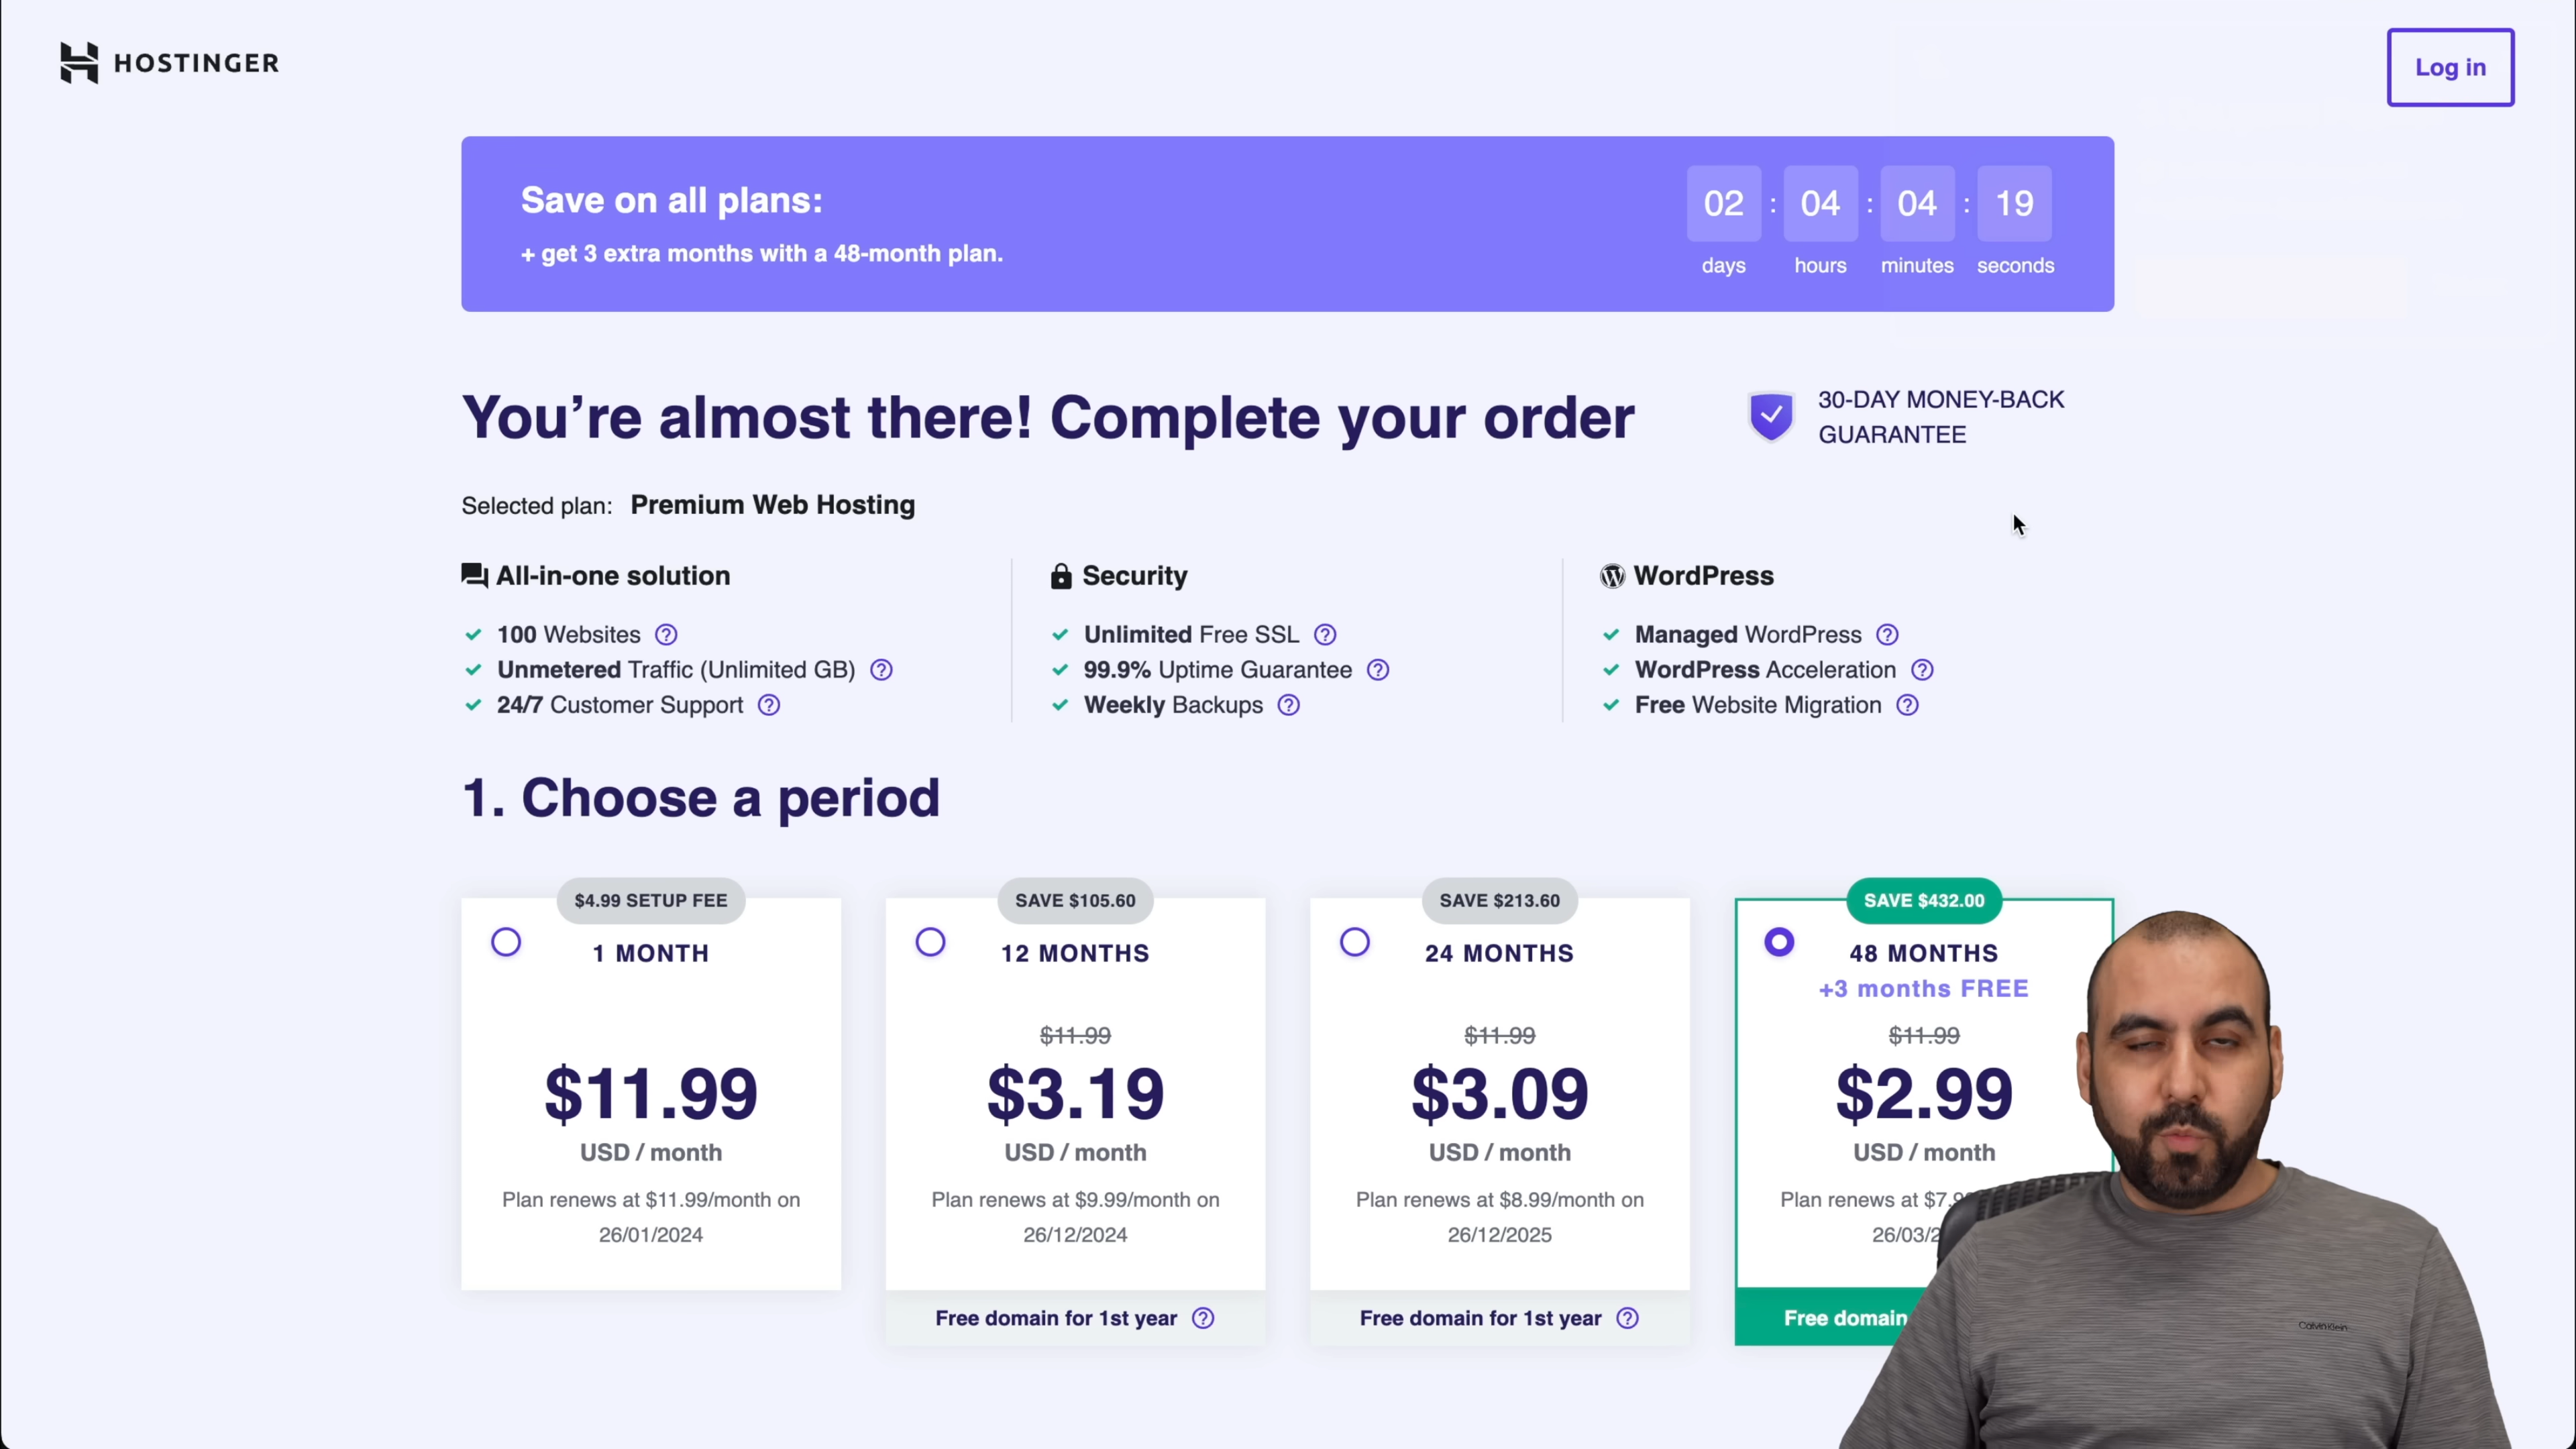 HOSTINGER
Log in
Save on all plans:
+ get 3 extra months with a 48-month plan.
02 : 04 : 04 : 19
days hours minutes seconds
You're almost there! Complete your order
30-DAY MONEY-BACK
GUARANTEE
Selected plan: Premium Web Hosting
All-in-one solution
100 Websites
Unmetered Traffic (Unlimited GB)
24/7 Customer Support
Security
Unlimited Free SSL
99.9% Uptime Guarantee
Weekly Backups
WordPress
Managed WordPress
WordPress Acceleration
Free Website Migration
1. Choose a period
$4.99 SETUP FEE
1 MONTH
$11.99
USD / month
Plan renews at $11.99/month on
26/01/2024
SAVE $105.60
12 MONTHS
$11.99
$3.19
USD / month
Plan renews at $9.99/month on
26/12/2024
Free domain for 1st year
SAVE $213.60
24 MONTHS
$11.99
$3.09
USD / month
Plan renews at $8.99/month on
26/12/2025
Free domain for 1st year
SAVE $432.00
48 MONTHS
+3 months FREE
$11.99
$2.99
USD / month
Plan renews at
Free domain
Calvin Klein